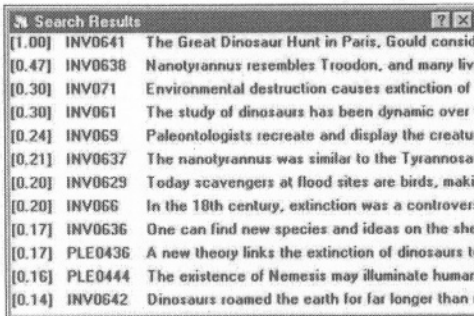 Search Results
[1.00] INV0641 The Great Dinosaur Hunt in Paris, Gould consid
[0.47] INV0638 Nanotyrannus resembles Troodon, and many liv
[0.30] INV071 Environmental destruction causes extinction of
[0.30] INV061 The study of dinosaurs has been dynamic over
[0.24] INV069 Paleontologists recreate and display the creatu
[0.21] INV0637 The nanotyrannus was similar to the Tyrannosa
[0.20] INV0629 Today scavengers at flood sites are birds, maki
[0.20] INV066 In the 18th century, extinction was a controvers
[0.17] INV0636 One can find new species and ideas on the she
[0.17] PLE0436 A new theory links the extinction of dinosaurs t
[0.16] PLE0444 The existence of Nemesis may illuminate human
[0.14] INV0642 Dinosaurs roamed the earth for far longer than